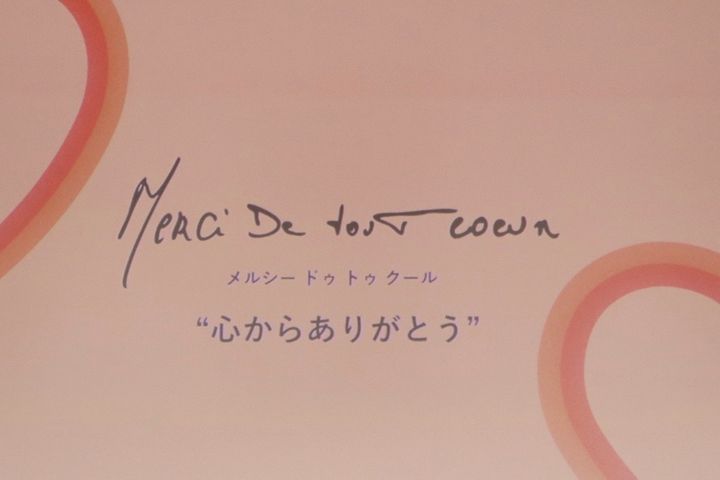 Merci De tout coeur
メルシー ドゥ トゥ クール
“心からありがとう”